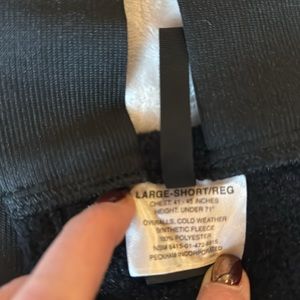 LARGE-SHORT/REG
CHEST: 41 - 45 INCHES
HEIGHT: UNDER 71"
OVERALLS, COLD WEATHER
SYNTHETIC FLEECE
100% POLYESTER
PECKHAM INCORPORATED